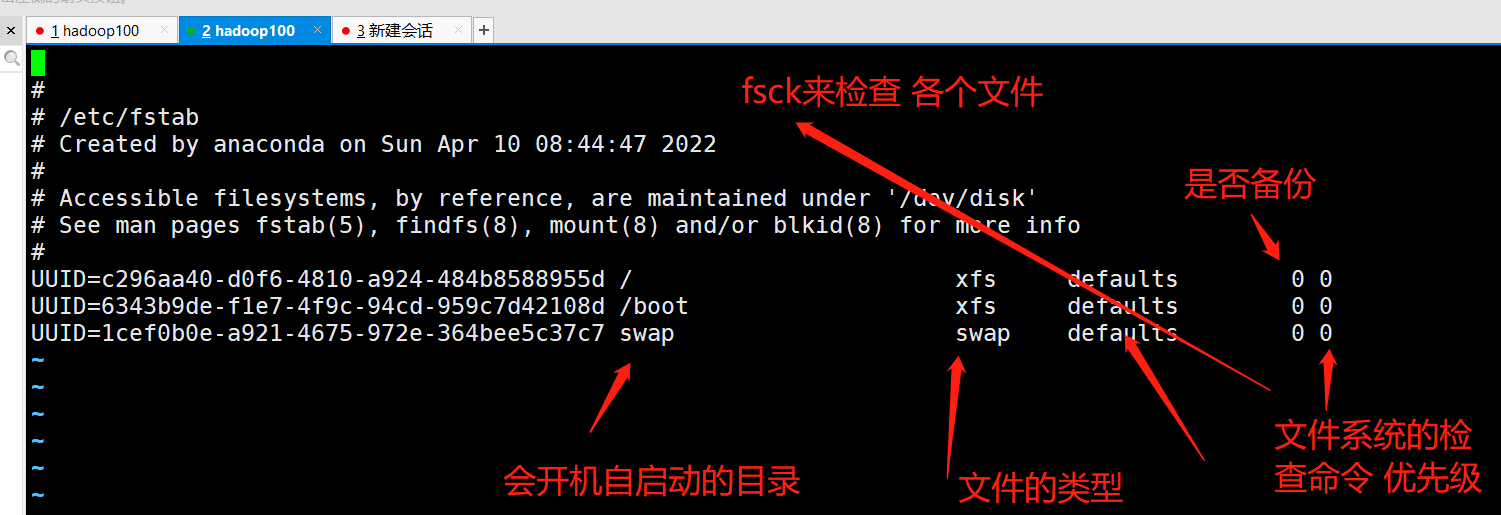 1 hadoop100
2 hadoop100
3 新建会话
#
# /etc/fstab
# Created by anaconda on Sun Apr 10 08:44:47 2022
#
# Accessible filesystems, by reference, are maintained under '/dev/disk'
# See man pages fstab(5), findfs(8), mount(8) and/or blkid(8) for more info
#
UUID=c296aa40-d0f6-4810-a924-484b8588955d / xfs defaults 0 0
UUID=6343b9de-f1e7-4f9c-94cd-959c7d42108d /boot xfs defaults 0 0
UUID=1cef0b0e-a921-4675-972e-364bee5c37c7 swap swap defaults 0 0
~
~
~
~
~
~
fsck来检查 各个文件
是否备份
会开机自启动的目录
文件的类型
文件系统的检
查命令 优先级